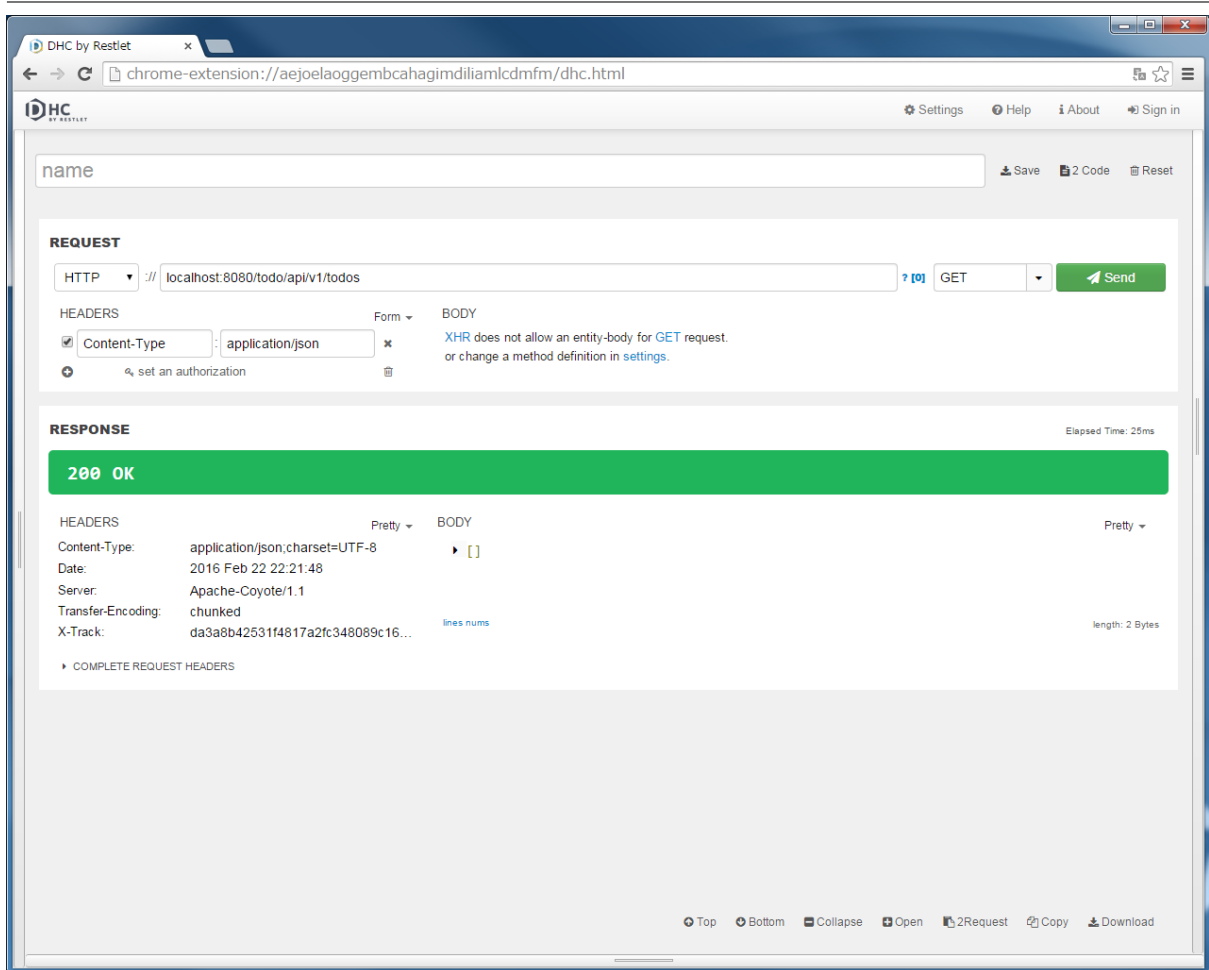 DHC by Restlet
chrome-extension://aejoelaoggembcahagimdiliamlcdmfm/dhc.html
DHC
BY RESTLET
Settings Help About Sign in
name
Save 2 Code Reset
REQUEST
HTTP :// localhost:8080/todo/api/v1/todos ? [0] GET Send
HEADERS Form BODY
Content-Type : application/json XHR does not allow an entity-body for GET request.
or change a method definition in settings.
set an authorization
RESPONSE Elapsed Time: 25ms
200 OK
HEADERS Pretty BODY Pretty
Content-Type: application/json;charset=UTF-8 []
Date: 2016 Feb 22 22:21:48
Server: Apache-Coyote/1.1
Transfer-Encoding: chunked
X-Track: da3a8b42531f4817a2fc348089c16...
lines nums length: 2 Bytes
COMPLETE REQUEST HEADERS
Top Bottom Collapse Open 2Request Copy Download